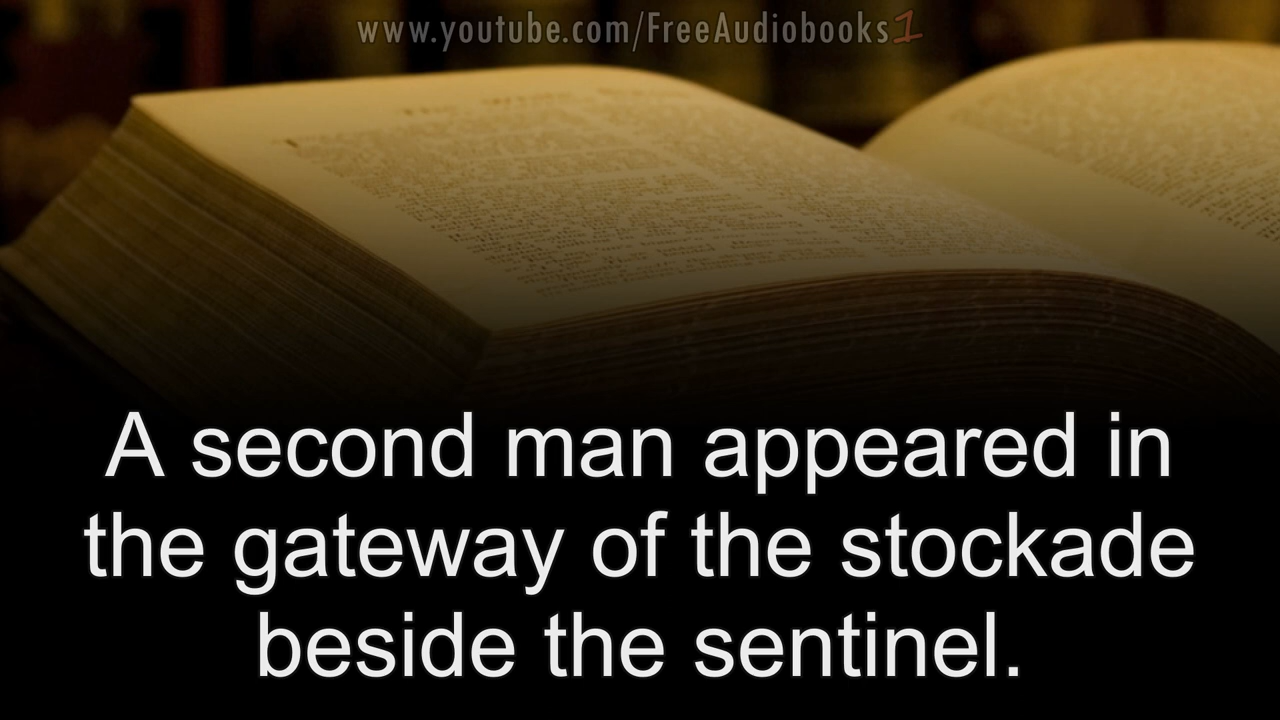 www.youtube.com/FreeAudiobooks1
A second man appeared in
the gateway of the stockade
beside the sentinel.